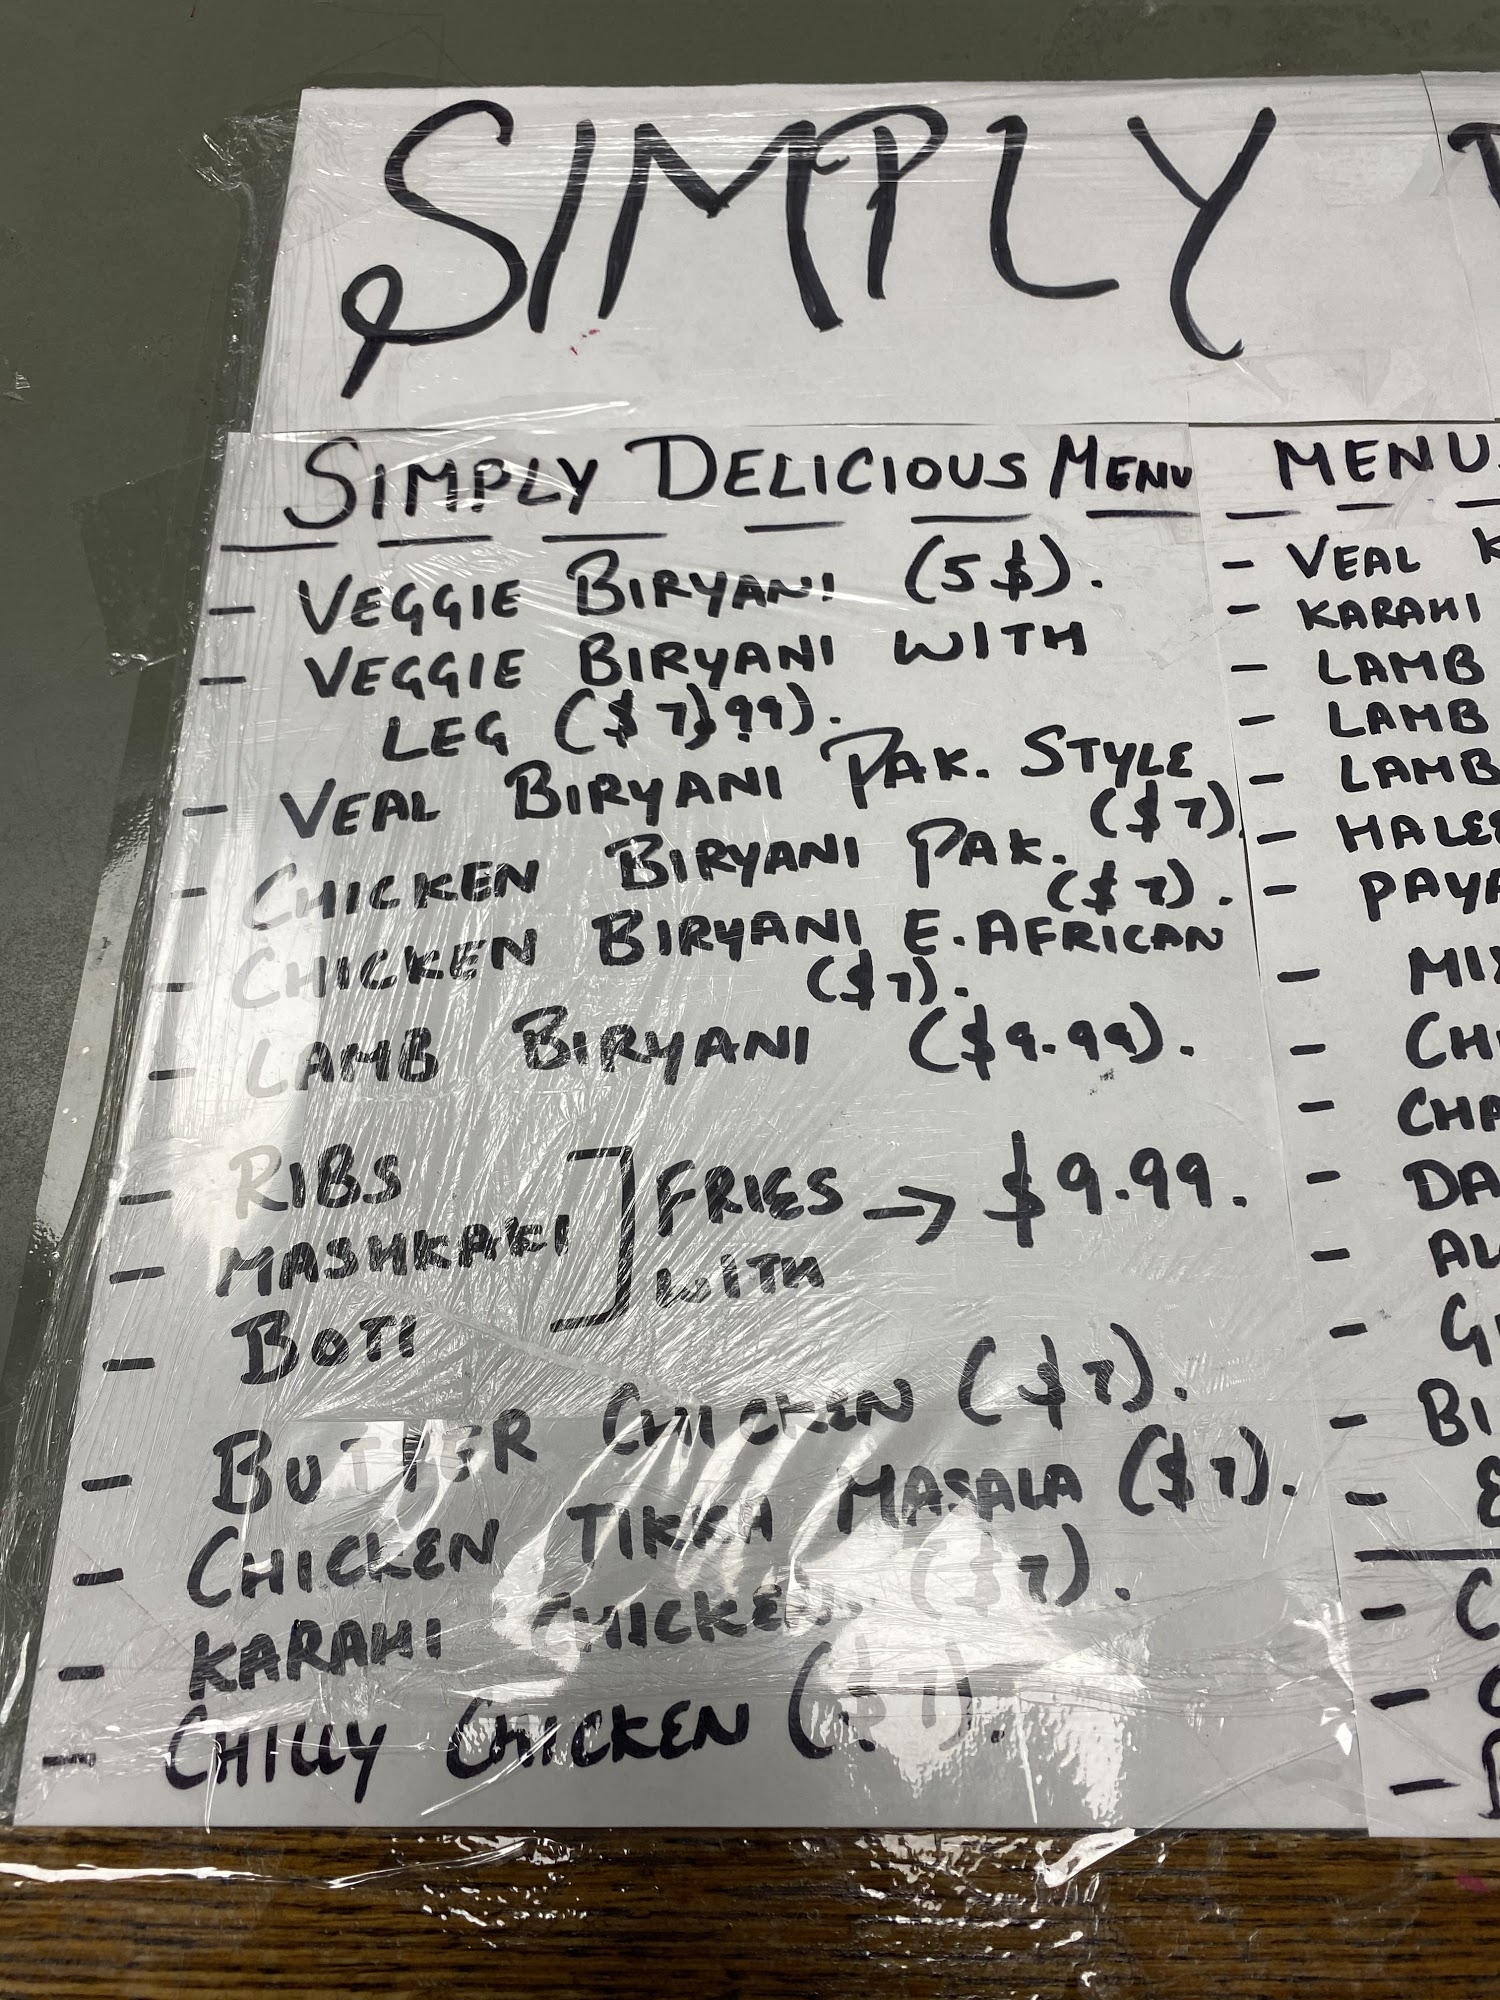 SIMPLY
SIMPLY DELICIOUS MENU
- VEGGIE BIRYANI (5$).
- VEGGIE BIRYANI WITH
LEG ($7.99).
- VEAL BIRYANI PAK. STYLE
($7)
- CHICKEN BIRYANI PAK.
($7).
- CHICKEN BIRYANI E. AFRICAN
($7).
- LAMB BIRYANI ($9.99).
- RIBS
- MASHKAKI
- BOTI
FRIES → $9.99.
WITH
- BUTTER CHICKEN ($7).
- CHICKEN TIKKA MASALA ($7).
- KARAHI CHICKEN. ($7).
- CHILLY CHICKEN ($7).
MENU
- VEAL
- KARAHI
- LAMB
- LAMB
- LAMB